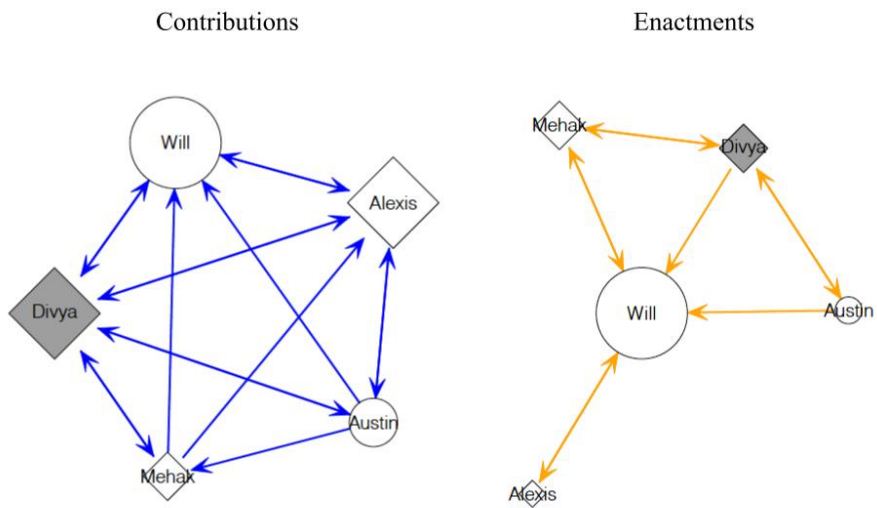 Contributions
Enactments
Will
Alexis
Divya
Austin
Mehak
Mehak
Divya
Will
Austin
Alexis